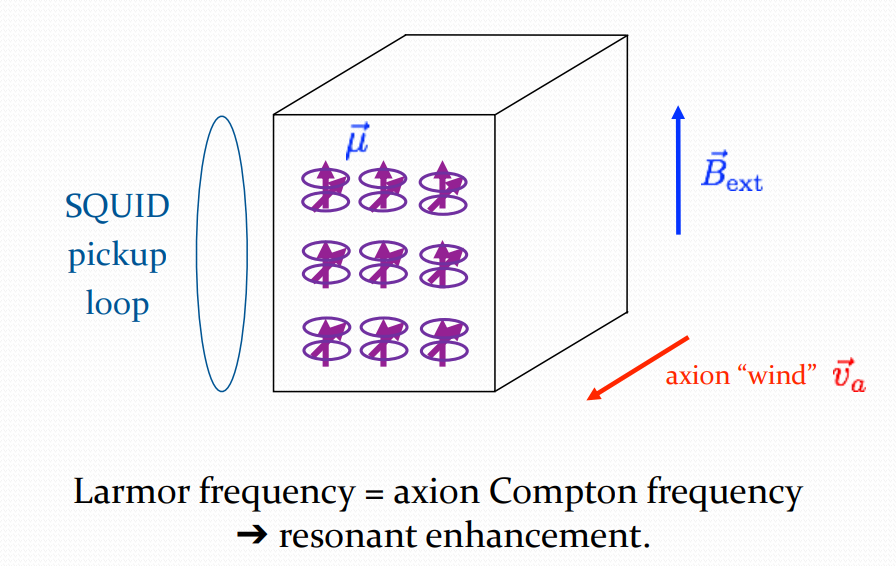 μ⃗
B⃗ext
SQUID
pickup
loop
axion “wind” v⃗a
Larmor frequency = axion Compton frequency
➔ resonant enhancement.